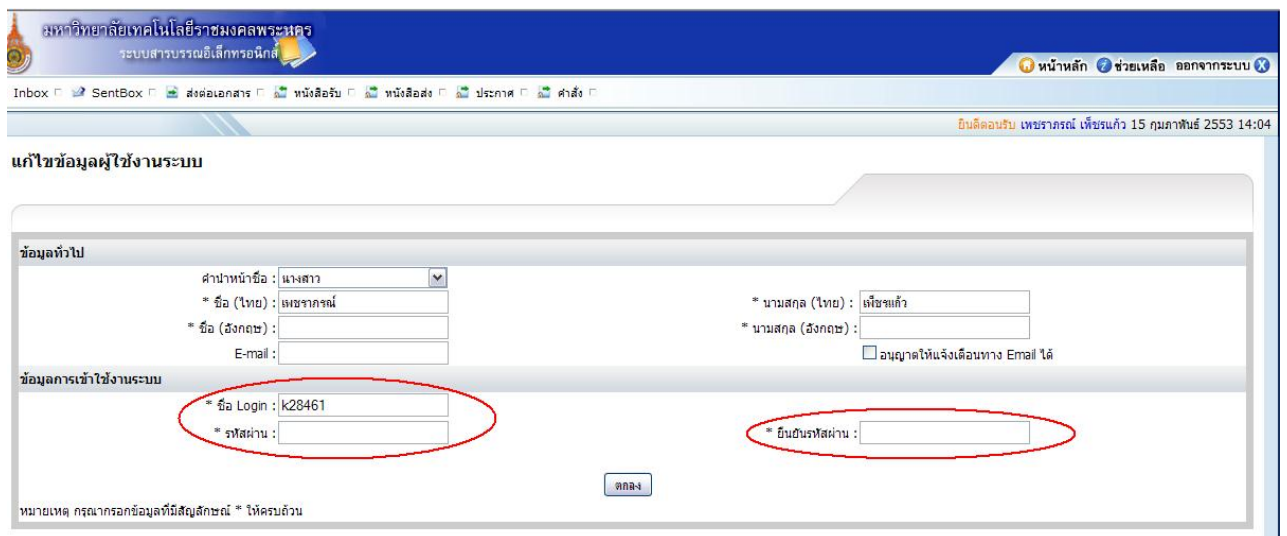 มหาวิทยาลัยเทคโนโลยีราชมงคลพระนคร
ระบบสารบรรณอิเล็กทรอนิกส์
หน้าหลัก ช่วยเหลือ ออกจากระบบ
Inbox SentBox ส่งต่อเอกสาร หนังสือรับ หนังสือส่ง ประกาศ คำสั่ง
ยินดีตอนรับ เพชราภรณ์ เพ็ชรแก้ว 15 กุมภาพันธ์ 2553 14:04
แก้ไขข้อมูลผู้ใช้งานระบบ
ข้อมูลทั่วไป
คำนำหน้าชื่อ : นางสาว
* ชื่อ (ไทย) : เพชราภรณ์ * นามสกุล (ไทย) : เพ็ชรแก้ว
* ชื่อ (อังกฤษ) : * นามสกุล (อังกฤษ) :
E-mail : อนุญาตให้แจ้งเตือนทาง Email ได้
ข้อมูลการเข้าใช้งานระบบ
* ชื่อ Login : k28461
* รหัสผ่าน : * ยืนยันรหัสผ่าน :
ตกลง
หมายเหตุ กรุณากรอกข้อมูลที่มีสัญลักษณ์ * ให้ครบถ้วน